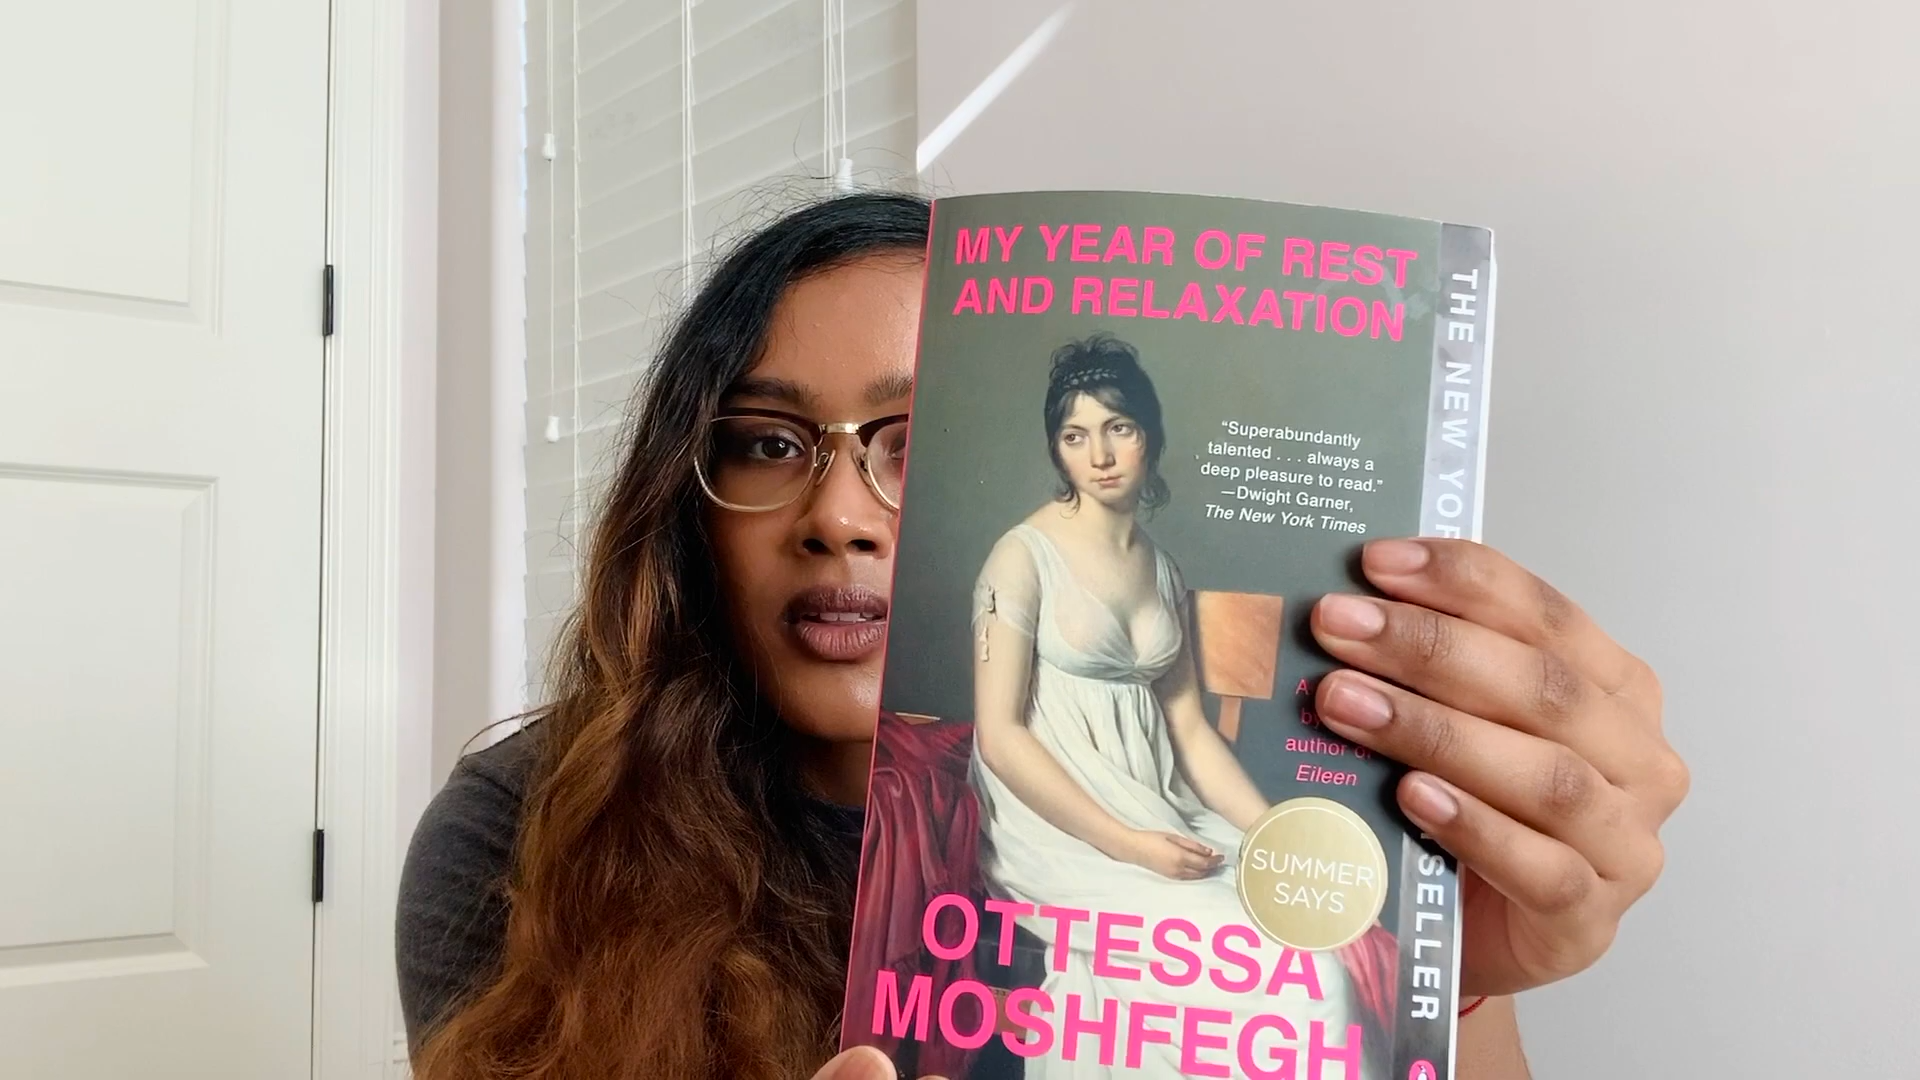 MY YEAR OF REST
AND RELAXATION
“Superabundantly
talented . . . always a
deep pleasure to read.”
—Dwight Garner,
The New York Times
A
author
Eileen
SUMMER
SAYS
OTTESSA
MOSHFEGH
THE NEW YOR
SELLER